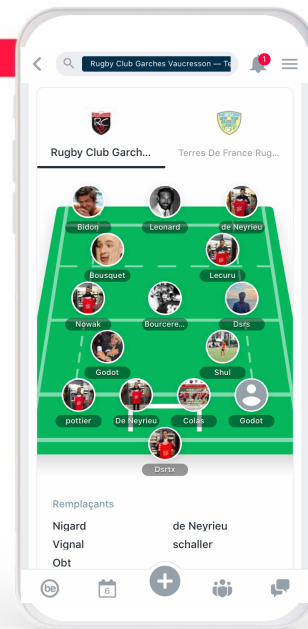 Rugby Club Garches Vaucresson — Te
1
Rugby Club Garch...
Terres De France Rug...
Bidon Leonard de Neyrieu
Bousquet Lecuru
Nowak Bourcere... Dsrs
Godot Shul
pottier De Neyrieu Colas Godot
Dsrtx
Remplaçants
Nigard de Neyrieu
Vignal schaller
Obt
be 6